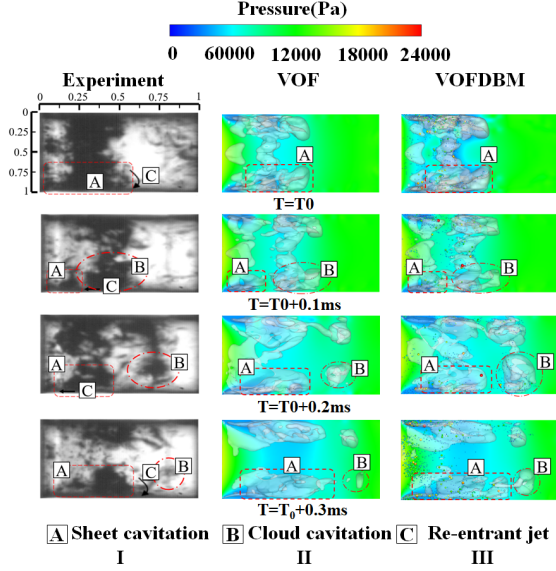 Pressure(Pa)
0 60000 12000 18000 24000
Experiment VOF VOFDBM
0 0.25 0.5 0.75 1
0
0.25
0.5
0.75
1
A C A A
T=T0
A B C A B A B
T=T0+0.1ms
A B C A B A B
T=T0+0.2ms
A C B A B A B
T=T₀+0.3ms
A Sheet cavitation B Cloud cavitation C Re-entrant jet
I II III